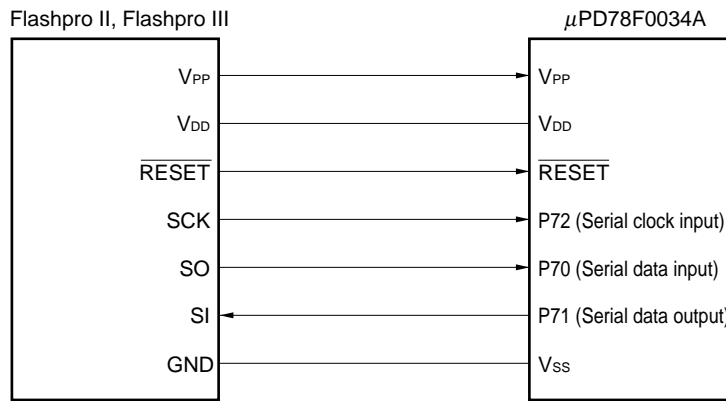 Flashpro II, Flashpro III
μPD78F0034A
VPP
VPP
VDD
VDD
RESET
RESET
SCK
P72 (Serial clock input)
SO
P70 (Serial data input)
SI
P71 (Serial data output)
GND
VSS